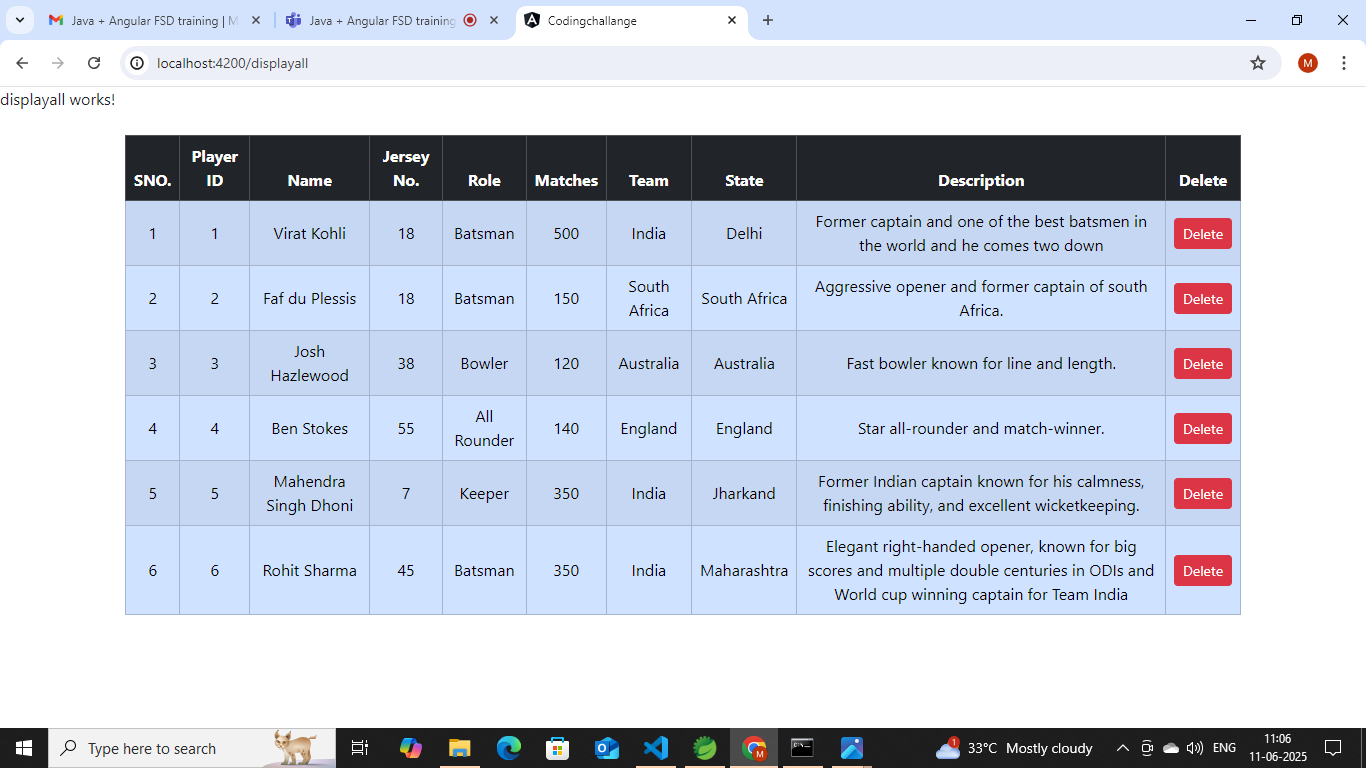 Java + Angular FSD training | M
Java + Angular FSD training
Codingchallange
localhost:4200/displayall
M
displayall works!
SNO. Player ID Name Jersey No. Role Matches Team State Description Delete
1 1 Virat Kohli 18 Batsman 500 India Delhi Former captain and one of the best batsmen in the world and he comes two down Delete
2 2 Faf du Plessis 18 Batsman 150 South Africa South Africa Aggressive opener and former captain of south Africa. Delete
3 3 Josh Hazlewood 38 Bowler 120 Australia Australia Fast bowler known for line and length. Delete
4 4 Ben Stokes 55 All Rounder 140 England England Star all-rounder and match-winner. Delete
5 5 Mahendra Singh Dhoni 7 Keeper 350 India Jharkand Former Indian captain known for his calmness, finishing ability, and excellent wicketkeeping. Delete
6 6 Rohit Sharma 45 Batsman 350 India Maharashtra Elegant right-handed opener, known for big scores and multiple double centuries in ODIs and World cup winning captain for Team India Delete
Type here to search
M
1
33°C Mostly cloudy
ENG
11:06
11-06-2025